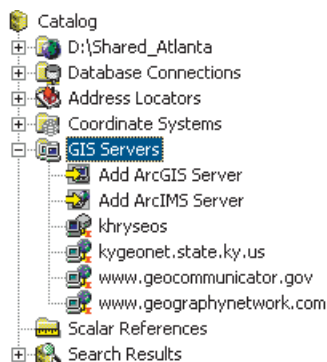 Catalog
D:\Shared_Atlanta
Database Connections
Address Locators
Coordinate Systems
GIS Servers
Add ArcGIS Server
Add ArcIMS Server
khryseos
kygeonet.state.ky.us
www.geocommunicator.gov
www.geographynetwork.com
Scalar References
Search Results